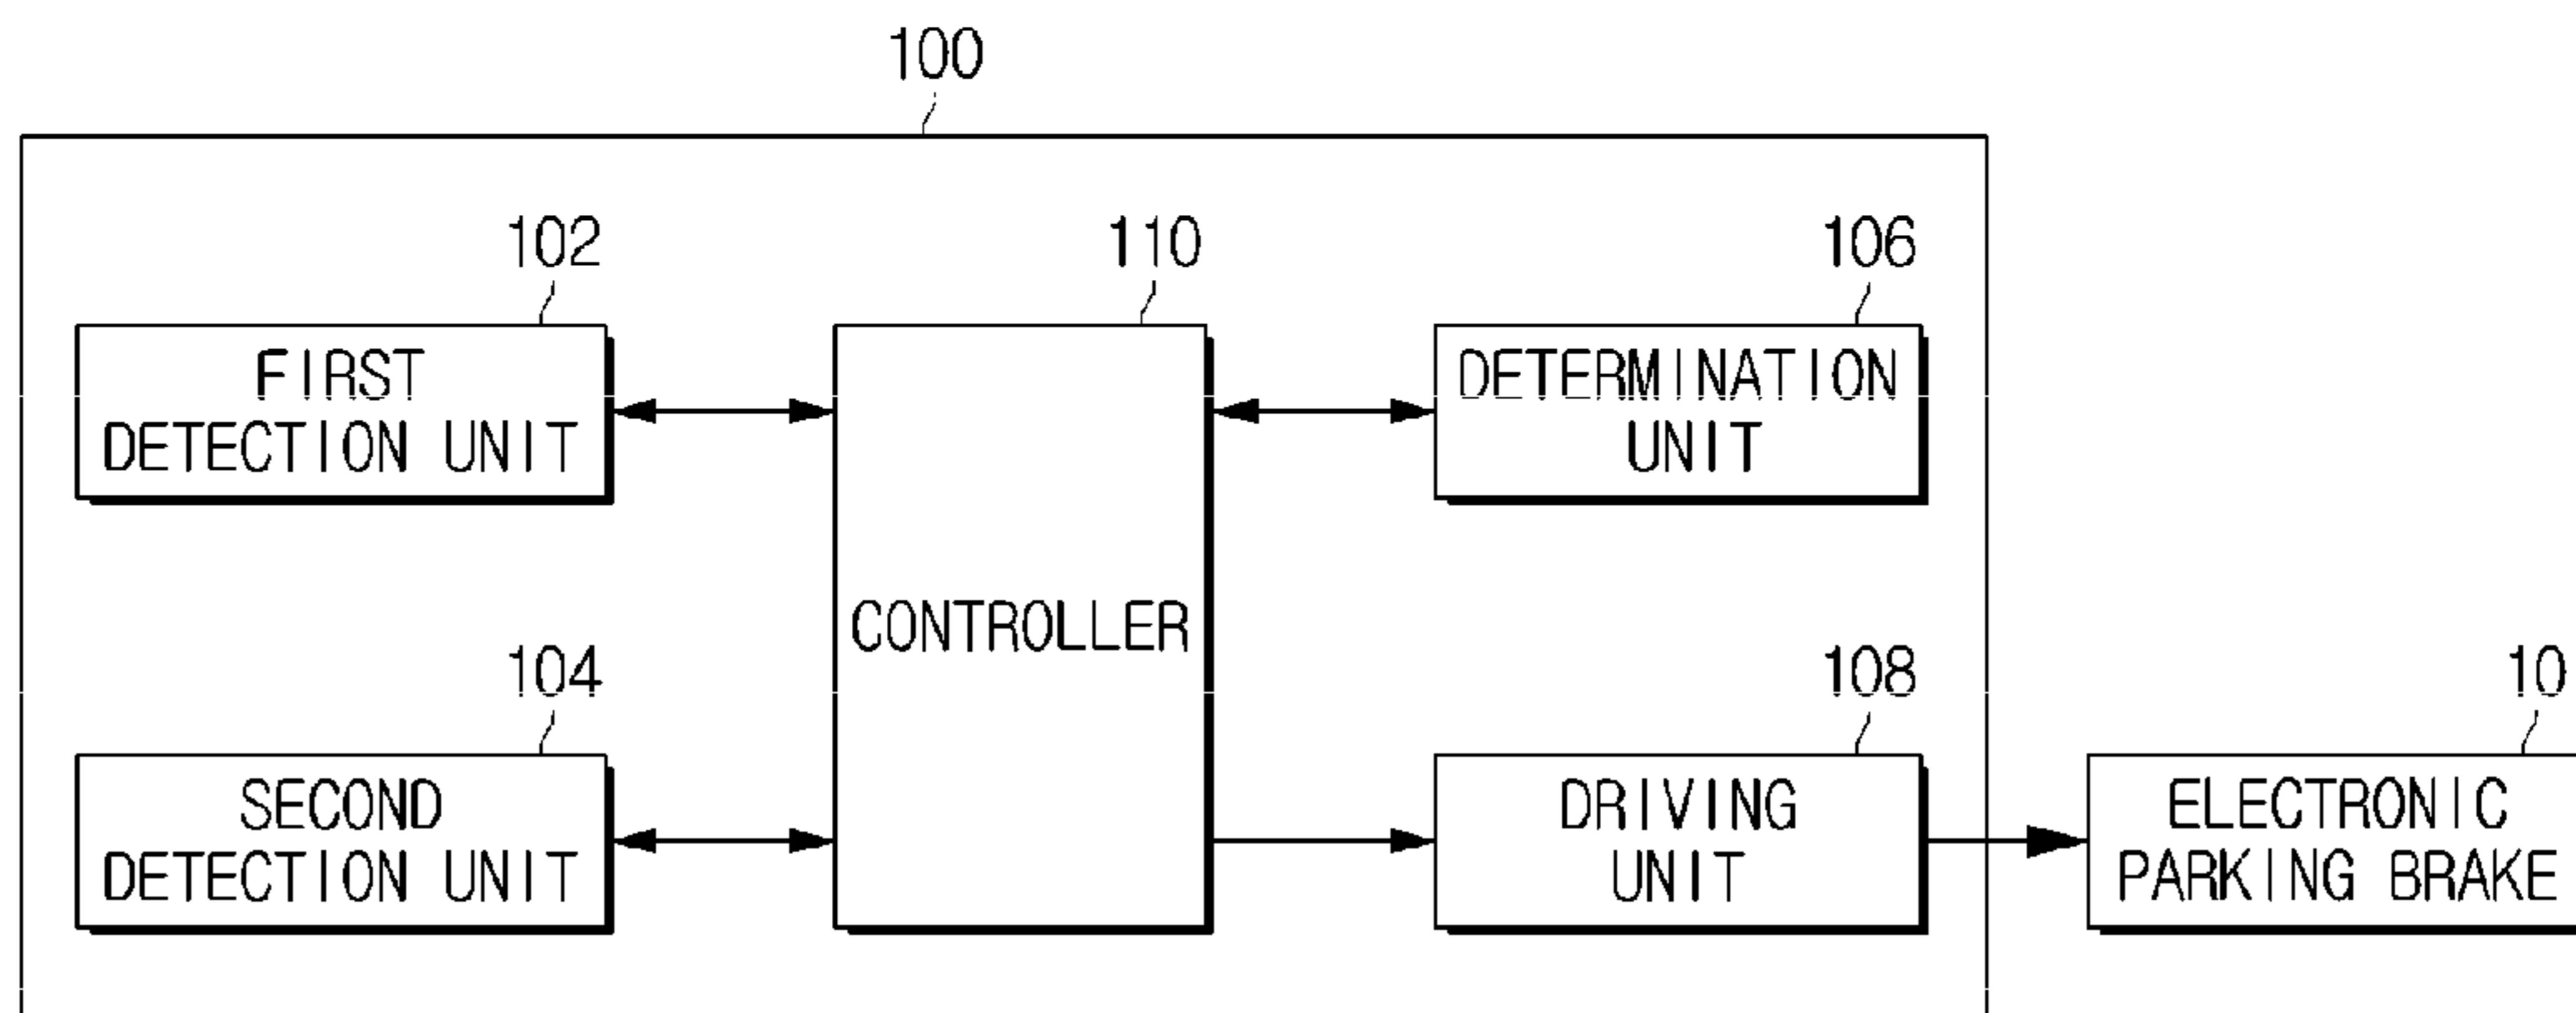 100
102
110
106
FIRST
DETECTION UNIT
DETERMINATION
UNIT
CONTROLLER
104
108
10
SECOND
DETECTION UNIT
DRIVING
UNIT
ELECTRONIC
PARKING BRAKE